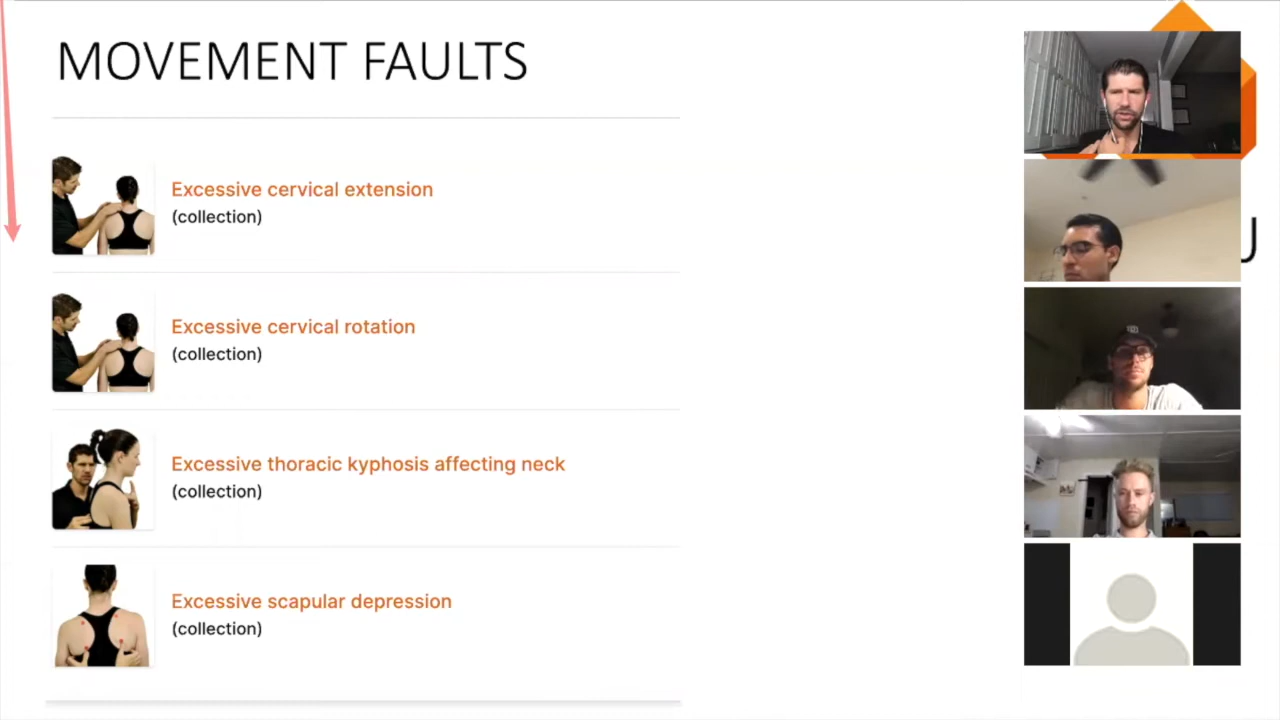 MOVEMENT FAULTS
Excessive cervical extension
(collection)
Excessive cervical rotation
(collection)
Excessive thoracic kyphosis affecting neck
(collection)
Excessive scapular depression
(collection)